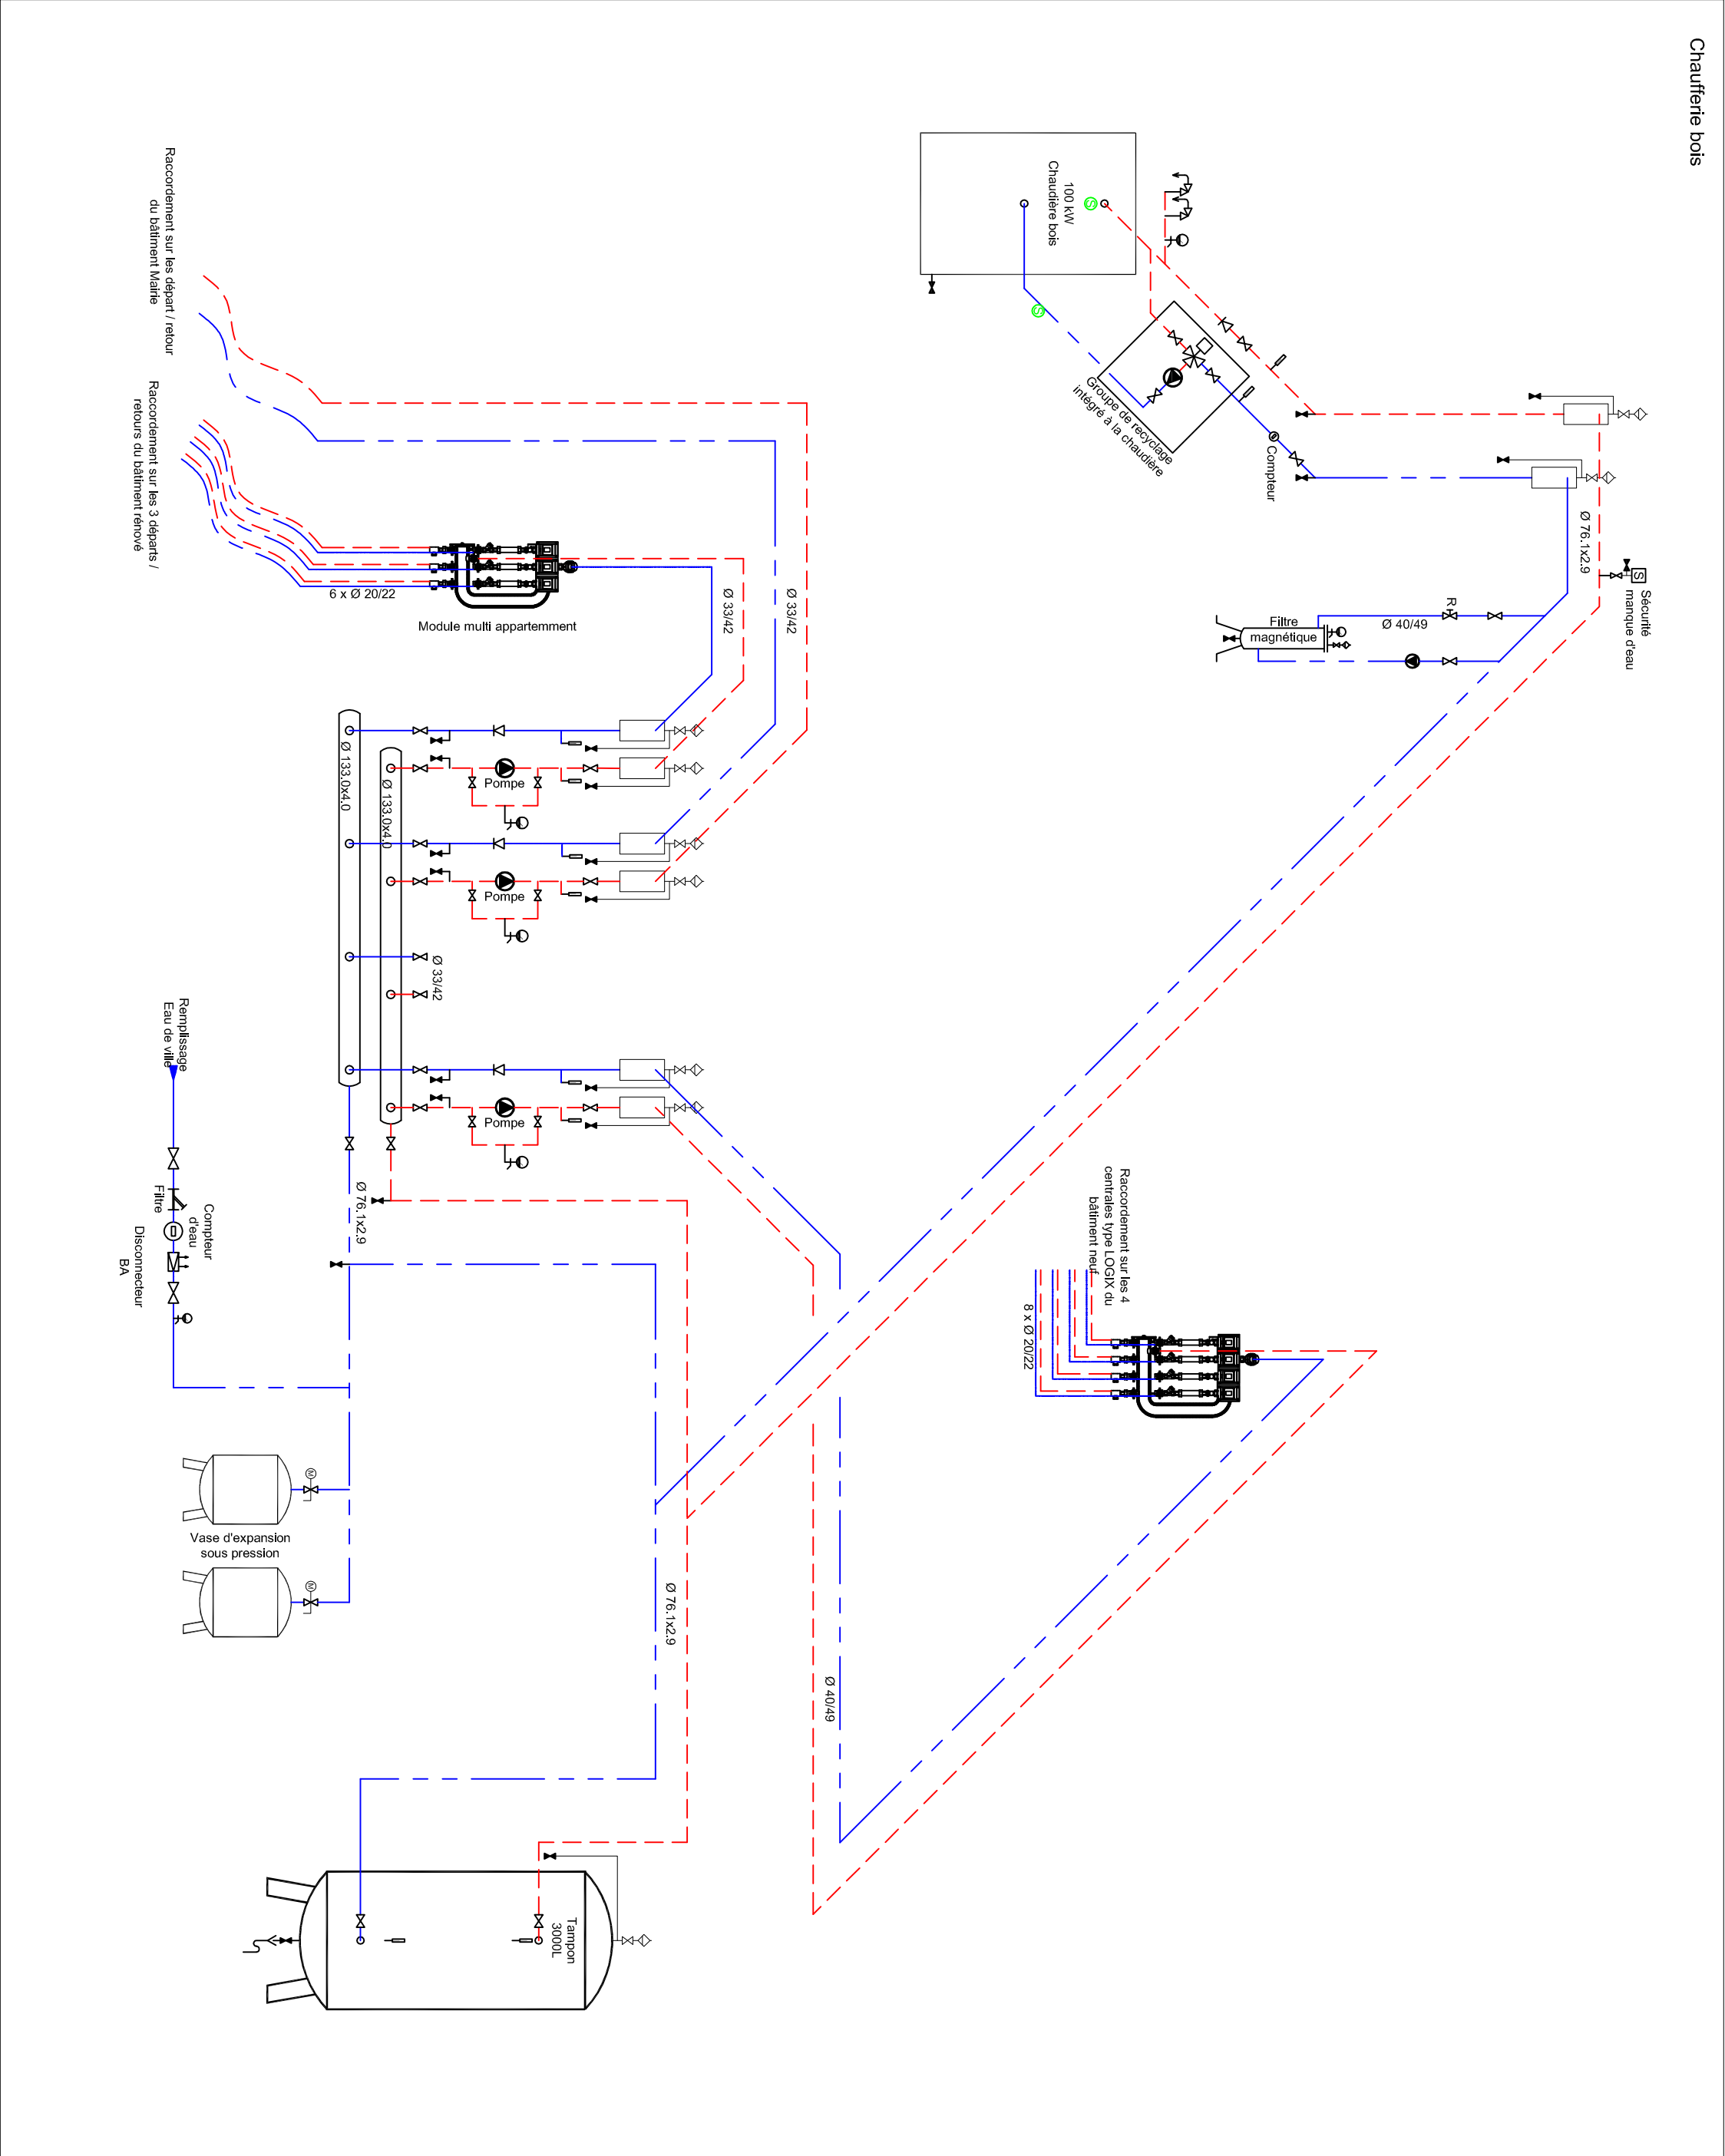 Chaufferie bois
100 kW
Chaudière bois
S
S
Groupe de recyclage
intégré à la chaudière
Compteur
Ø 76.1x2.9
S
Sécurité
manque d'eau
R
Ø 40/49
Filtre
magnétique
Raccordement sur les départ / retour
du bâtiment Mairie
Raccordement sur les 3 départs /
retours du bâtiment rénové
6 x Ø 20/22
Module multi appartemment
Ø 33/42
Ø 33/42
Ø 133.0x4.0
Ø 133.0x4.0
Pompe
Pompe
Ø 33/42
Pompe
Ø 76.1x2.9
Remplissage
Eau de ville
Filtre
Compteur
d'eau
Disconnecteur
BA
M
Vase d'expansion
sous pression
M
Raccordement sur les 4
centrales type LOGIX du
bâtiment neuf
8 x Ø 20/22
Ø 76.1x2.9
Ø 40/49
Tampon
3000L